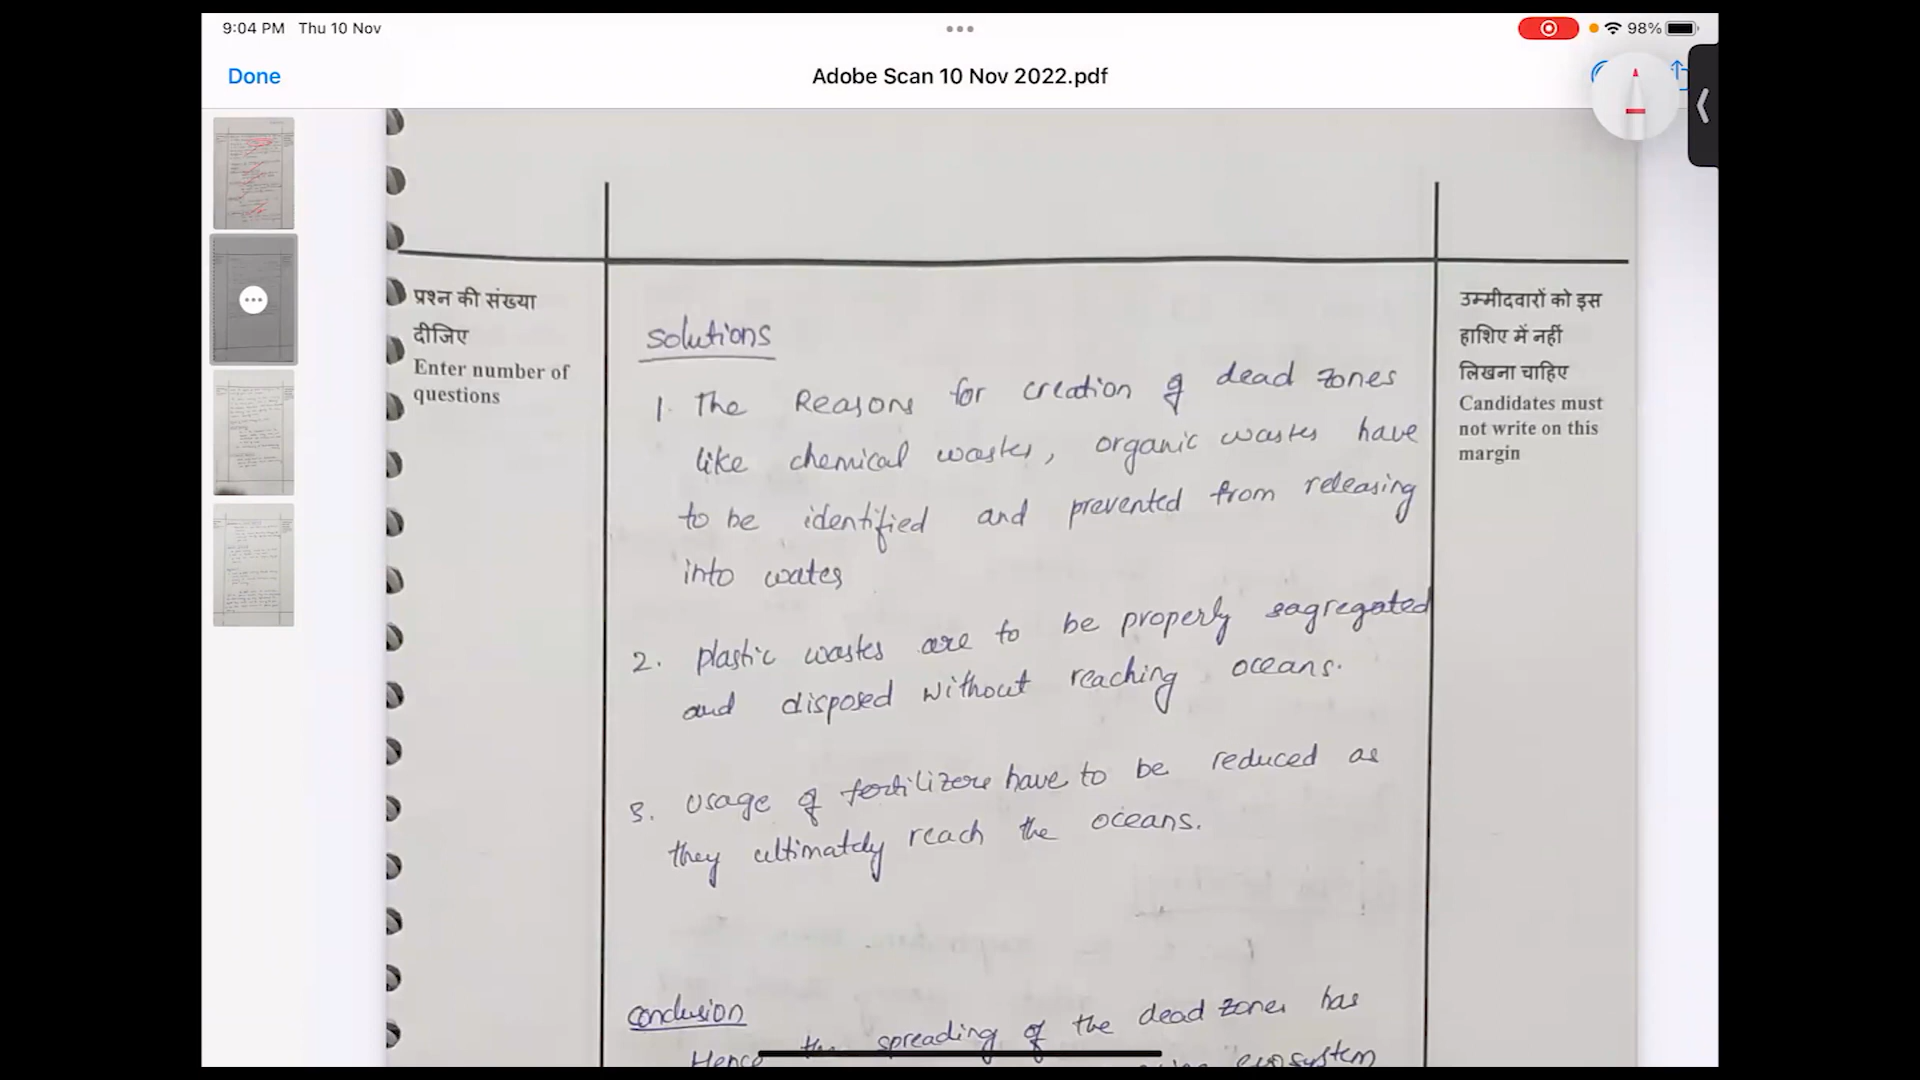 9:04 PM Thu 10 Nov
98%
Done
Adobe Scan 10 Nov 2022.pdf
प्रश्न की संख्या
दीजिए
Enter number of
questions
उम्मीदवारों को इस
हाशिए में नहीं
लिखना चाहिए
Candidates must
not write on this
margin
Solutions
1. The Reasons for creation of dead zones
like chemical wastes, organic wastes have
to be identified and prevented from releasing
into water
2. plastic wastes are to be properly sagregated
and disposed without reaching oceans.
3. Usage of fertilizers have to be reduced as
they ultimately reach the oceans.
Conclusion
Hence the spreading of the dead zones has
ecosystem